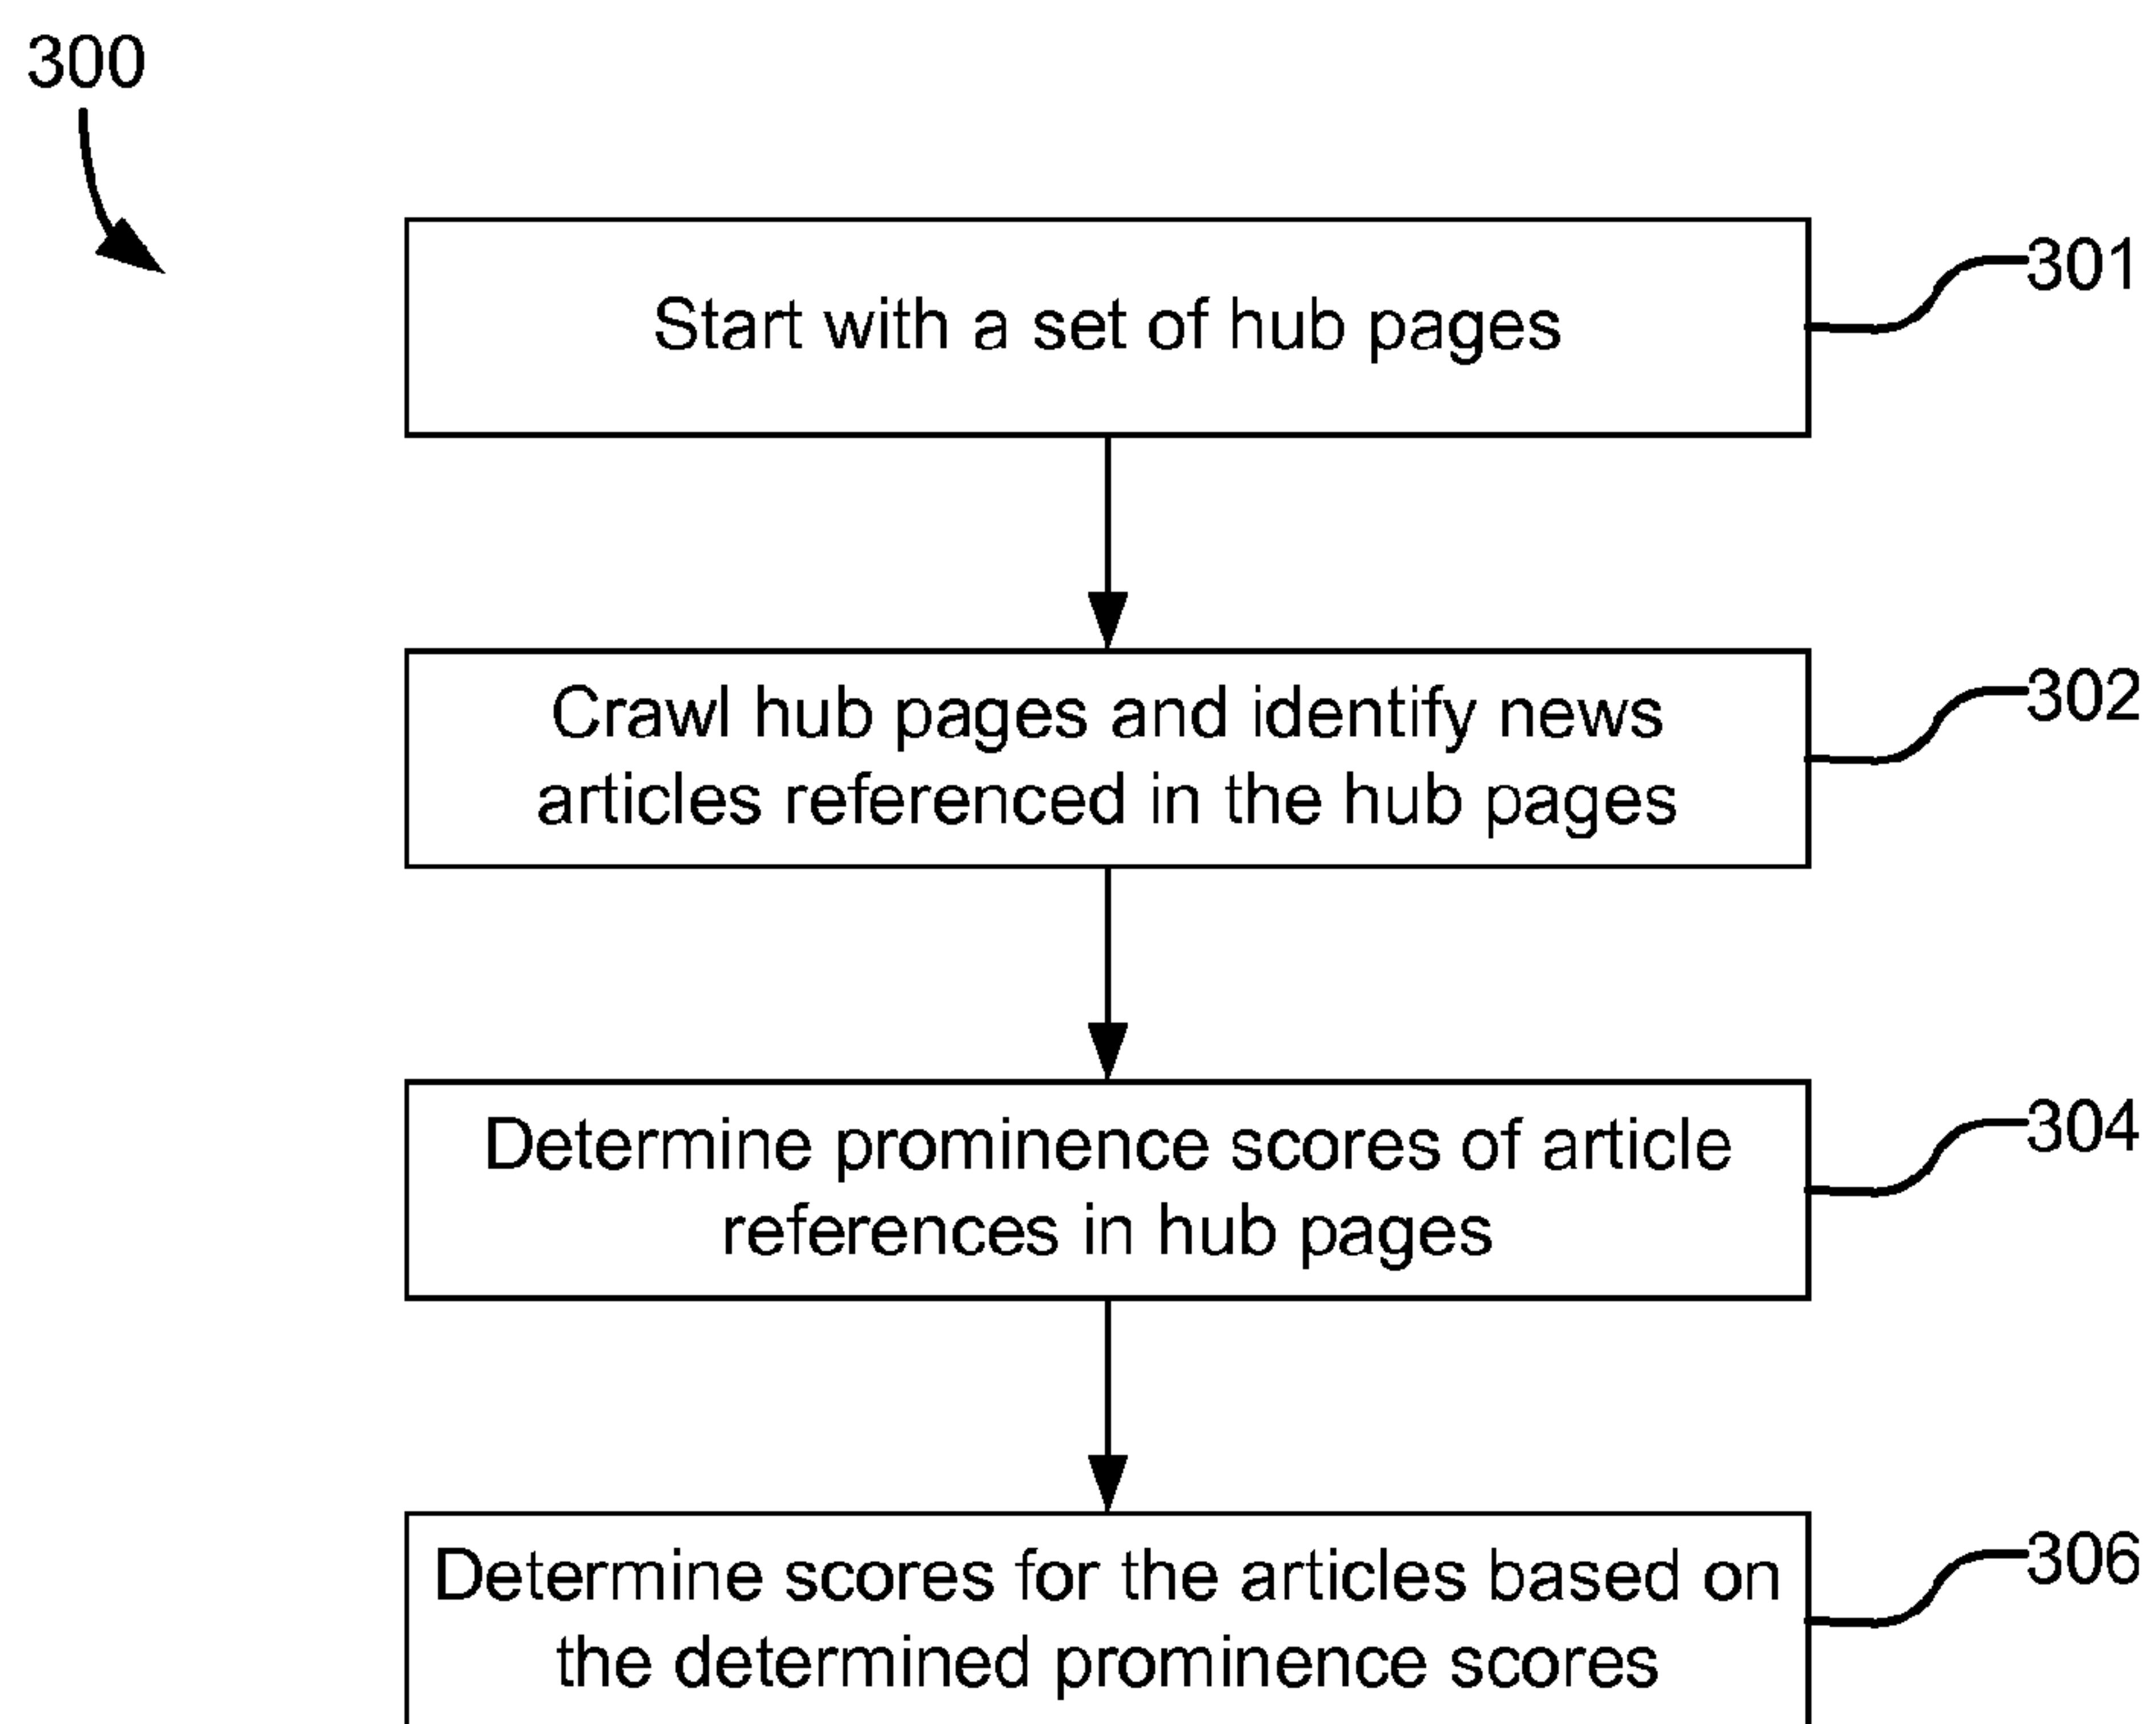 300
Start with a set of hub pages
301
Crawl hub pages and identify news
articles referenced in the hub pages
302
Determine prominence scores of article
references in hub pages
304
Determine scores for the articles based on
the determined prominence scores
306